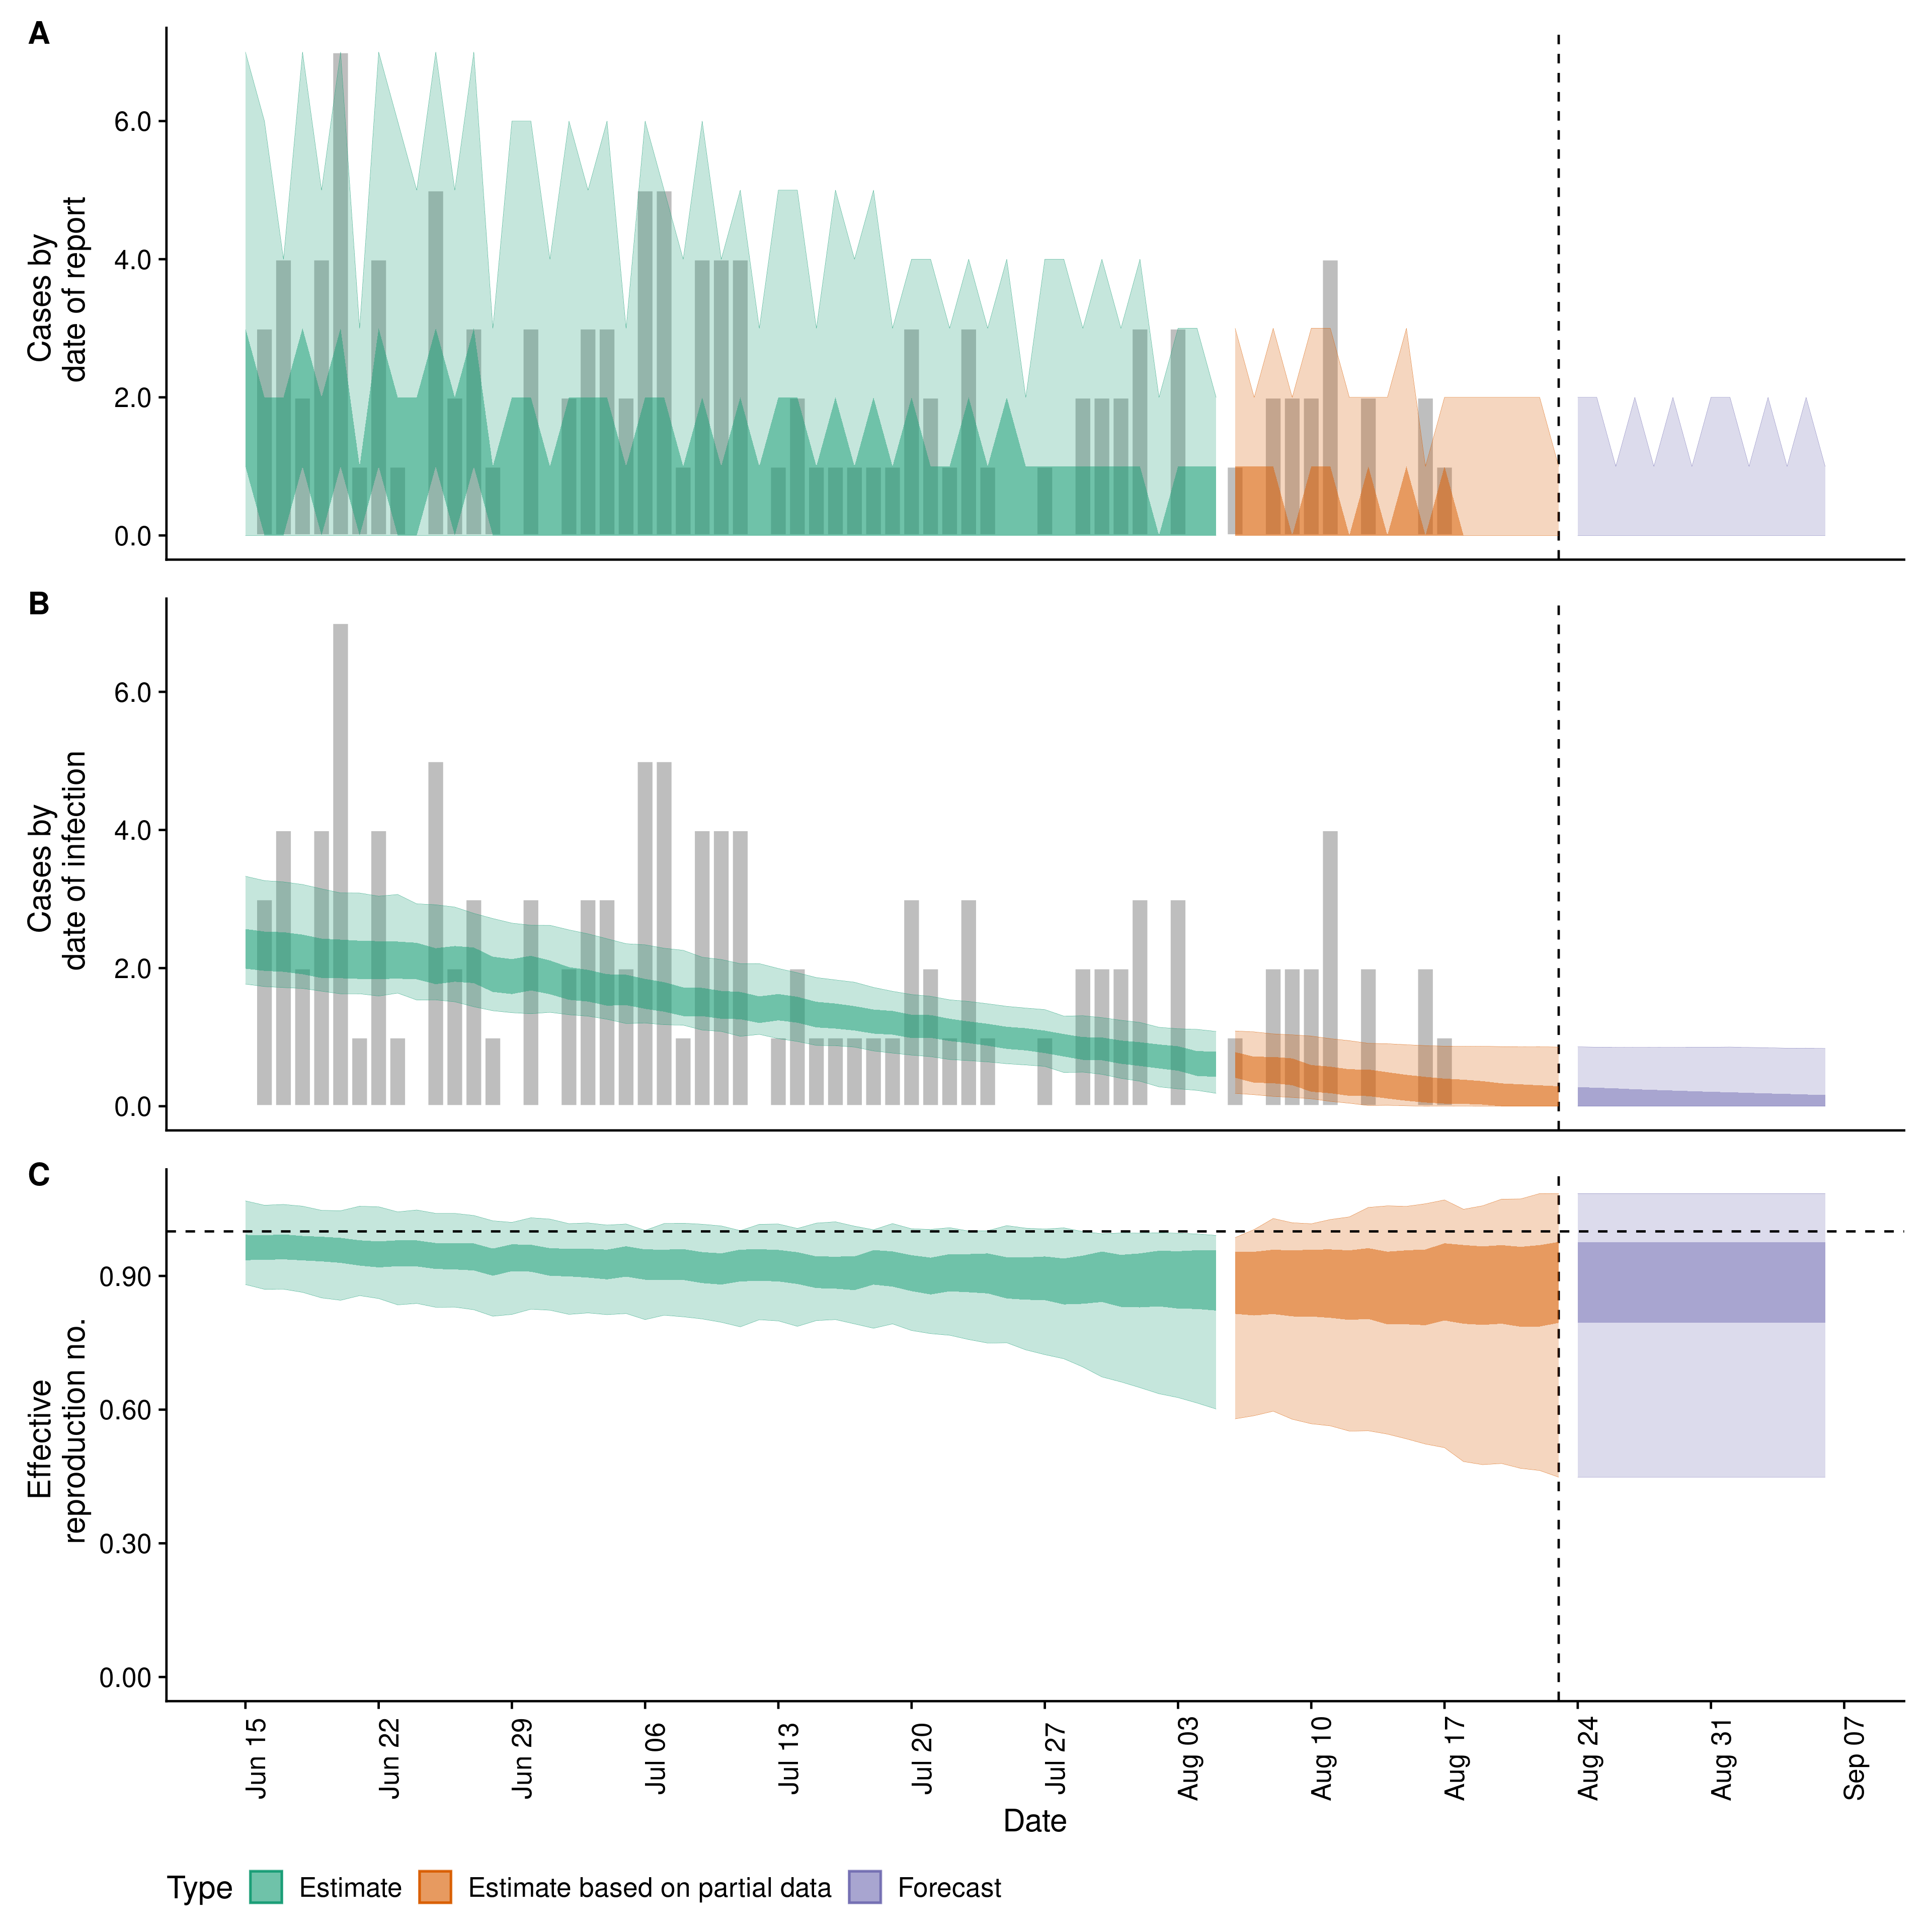 A
Cases by
date of report
6.0
4.0
2.0
0.0
B
Cases by
date of infection
6.0
4.0
2.0
0.0
C
Effective
reproduction no.
0.90
0.60
0.30
0.00
Jun 15
Jun 22
Jun 29
Jul 06
Jul 13
Jul 20
Jul 27
Aug 03
Aug 10
Aug 17
Aug 24
Aug 31
Sep 07
Date
Type Estimate Estimate based on partial data Forecast